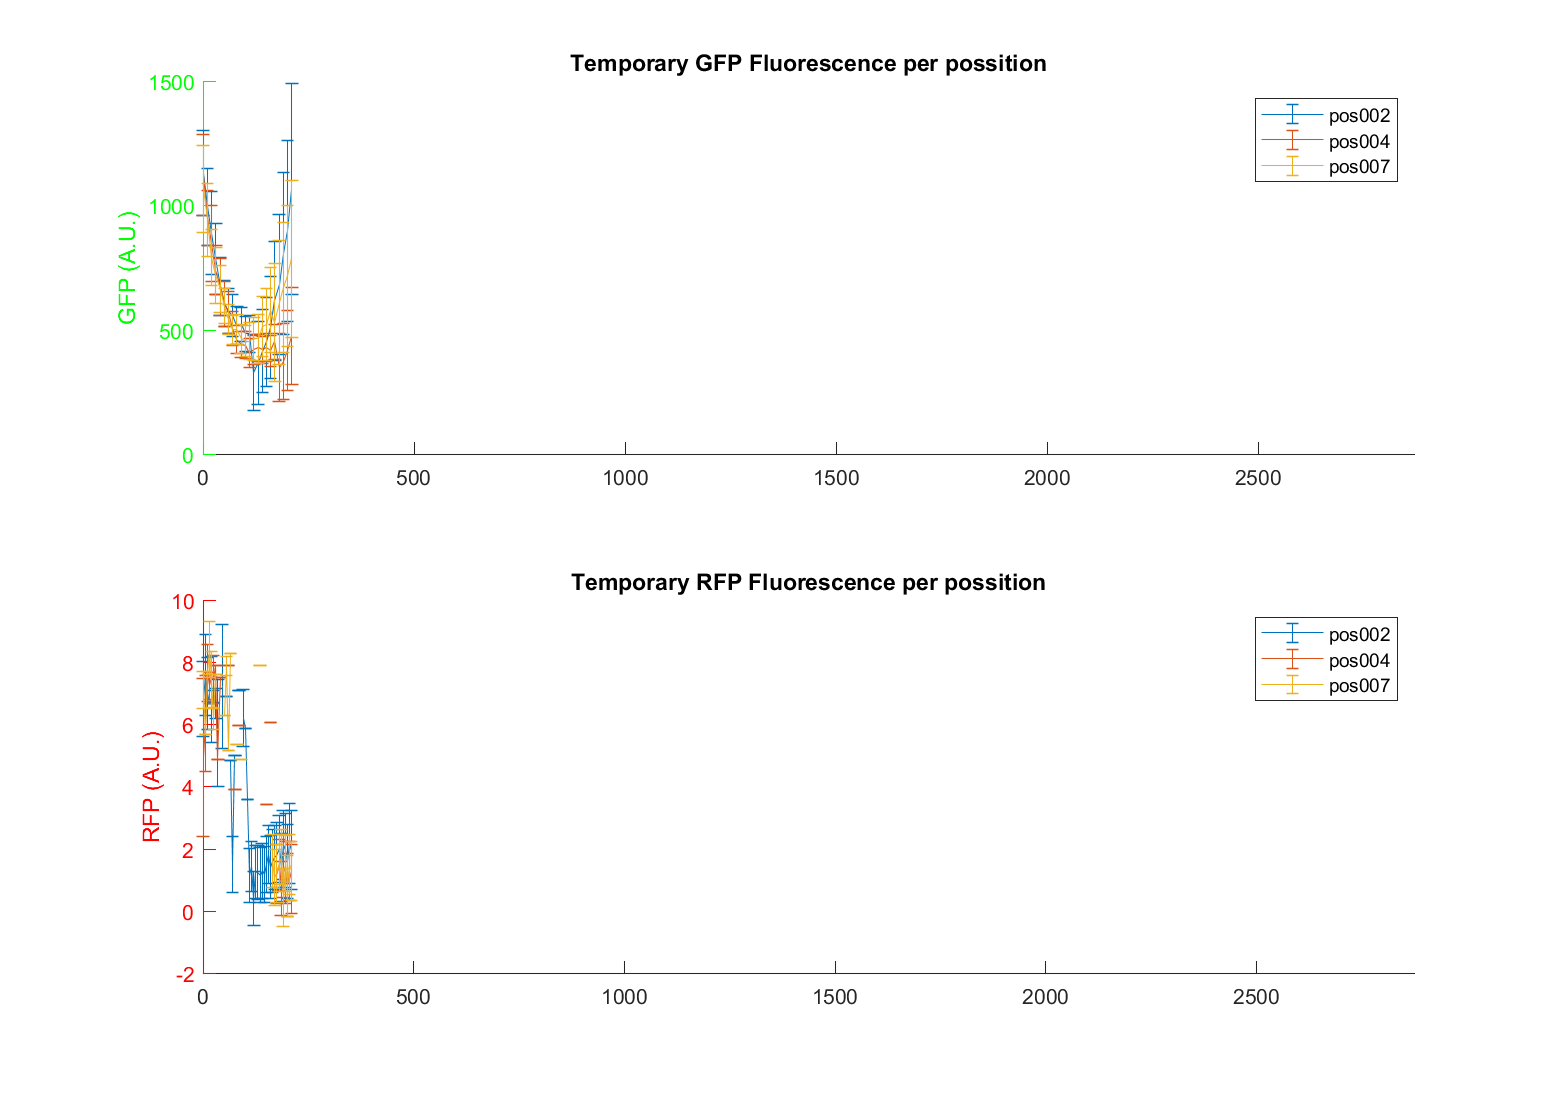 Temporary GFP Fluorescence per possition
1500
1000
500
0
GFP (A.U.)
pos002
pos004
pos007
0 500 1000 1500 2000 2500
Temporary RFP Fluorescence per possition
10
8
6
4
2
0
-2
RFP (A.U.)
pos002
pos004
pos007
0 500 1000 1500 2000 2500